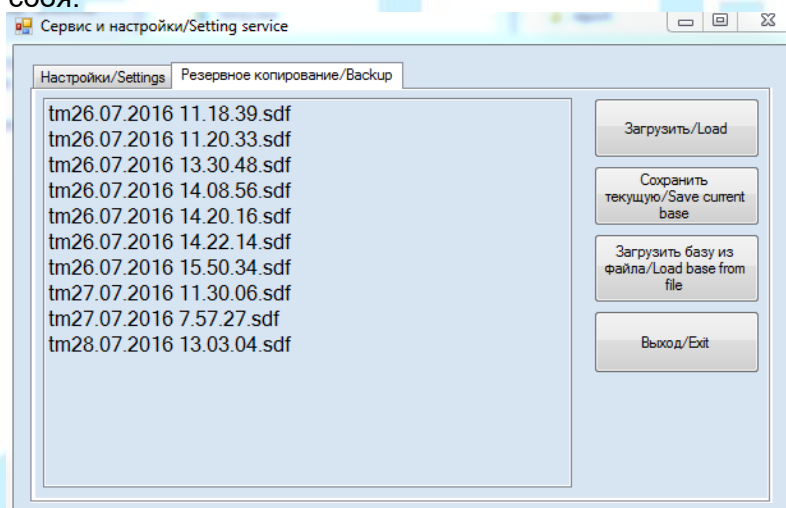 сбоя.
Сервис и настройки/Setting service
Настройки/Settings
Резервное копирование/Backup
tm26.07.2016 11.18.39.sdf
tm26.07.2016 11.20.33.sdf
tm26.07.2016 13.30.48.sdf
tm26.07.2016 14.08.56.sdf
tm26.07.2016 14.20.16.sdf
tm26.07.2016 14.22.14.sdf
tm26.07.2016 15.50.34.sdf
tm27.07.2016 11.30.06.sdf
tm27.07.2016 7.57.27.sdf
tm28.07.2016 13.03.04.sdf
Загрузить/Load
Сохранить
текущую/Save current
base
Загрузить базу из
файла/Load base from
file
Выход/Exit